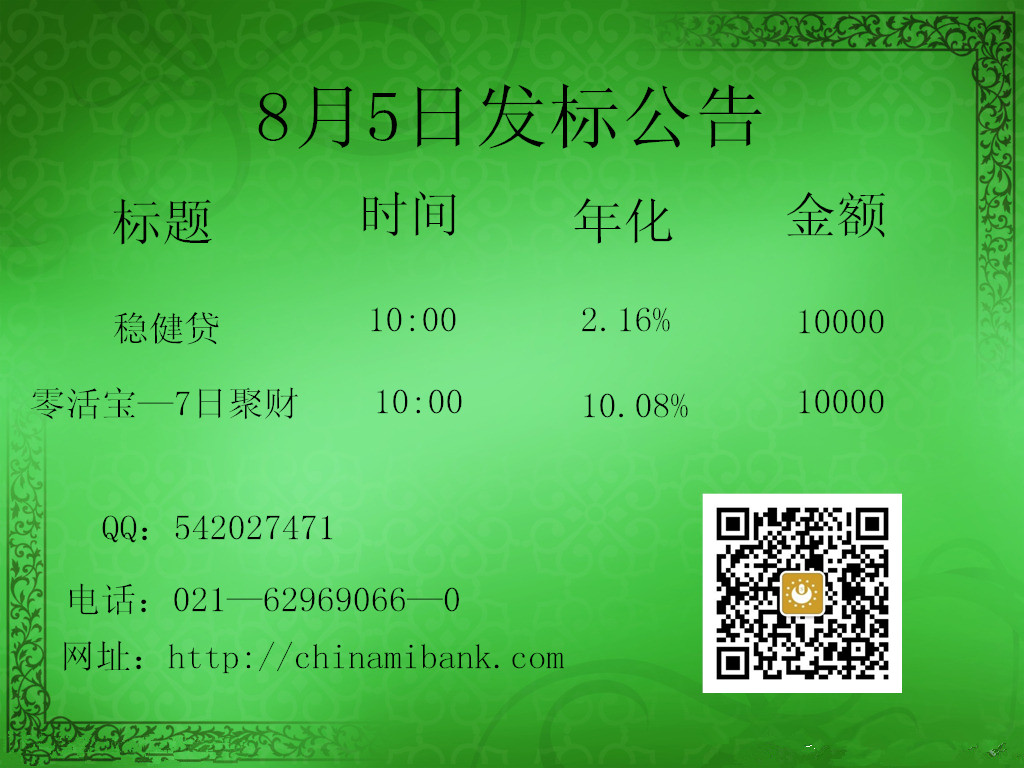 8月5日发标公告
标题 时间 年化 金额
稳健贷 10:00 2.16% 10000
零活宝—7日聚财 10:00 10.08% 10000
QQ：542027471
电话：021—62969066—0
网址：http://chinamibank.com